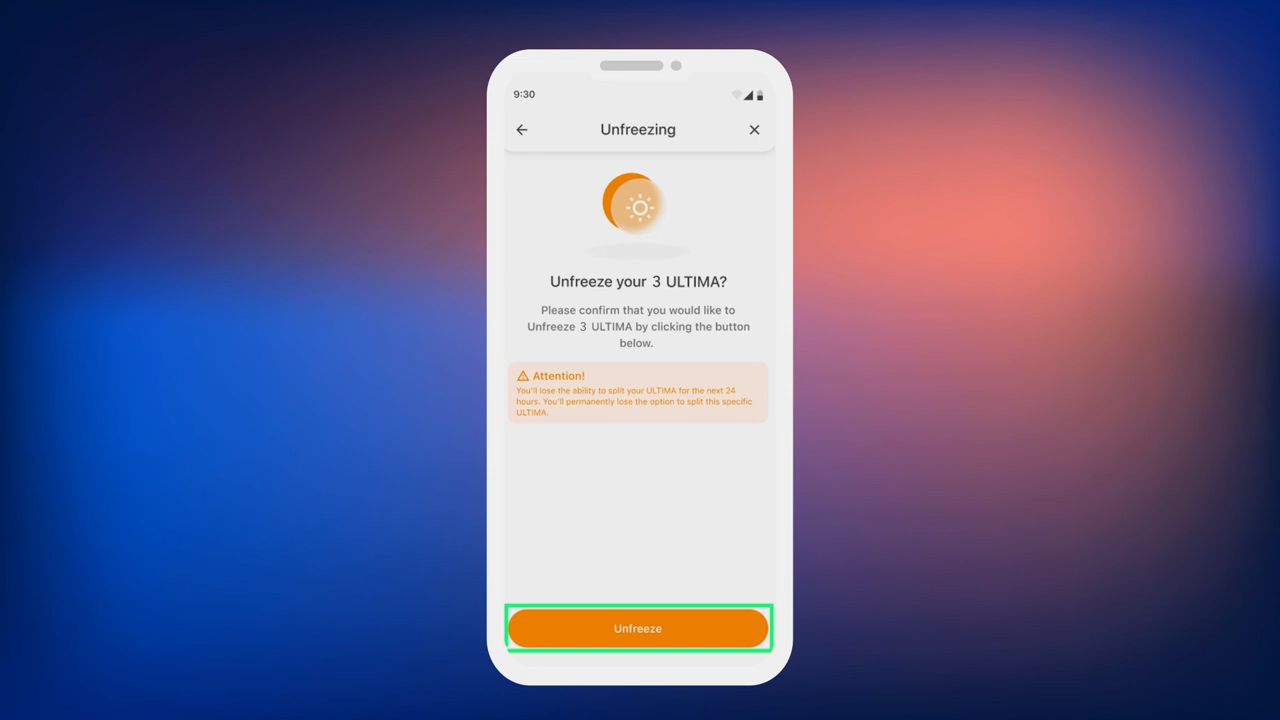 9:30
Unfreezing
Unfreeze your 3 ULTIMA?
Please confirm that you would like to
Unfreeze 3 ULTIMA by clicking the button
below.
Attention!
You'll lose the ability to split your ULTIMA for the next 24
hours. You'll permanently lose the option to split this specific
ULTIMA.
Unfreeze